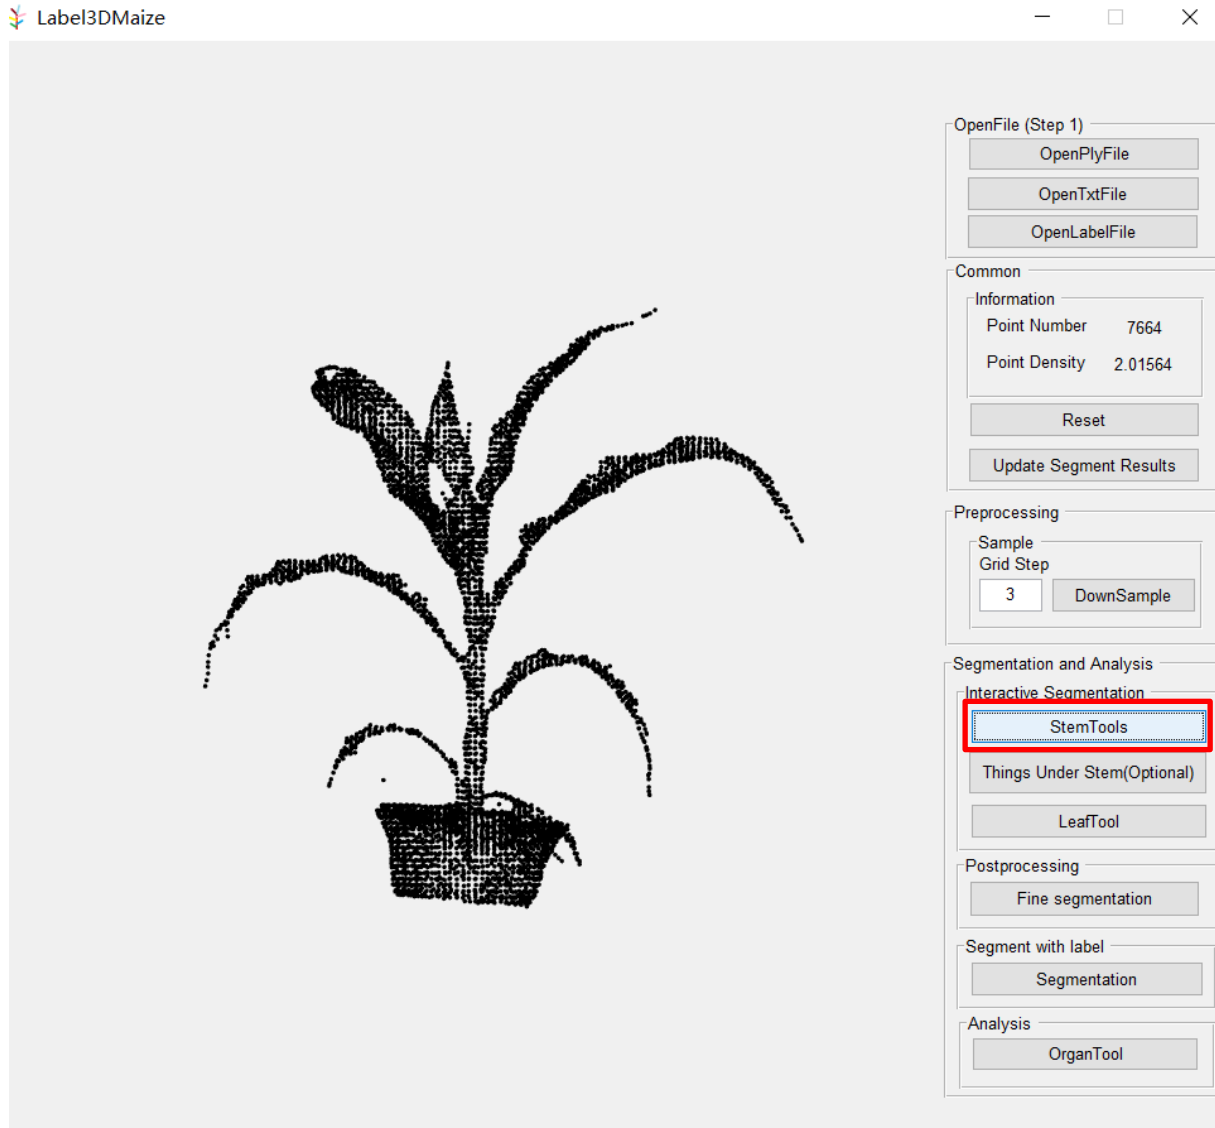 Label3DMaize
OpenFile (Step 1)
OpenPlyFile
OpenTxtFile
OpenLabelFile
Common
Information
Point Number 7664
Point Density 2.01564
Reset
Update Segment Results
Preprocessing
Sample
Grid Step
3 DownSample
Segmentation and Analysis
Interactive Segmentation
StemTools
Things Under Stem(Optional)
LeafTool
Postprocessing
Fine segmentation
Segment with label
Segmentation
Analysis
OrganTool